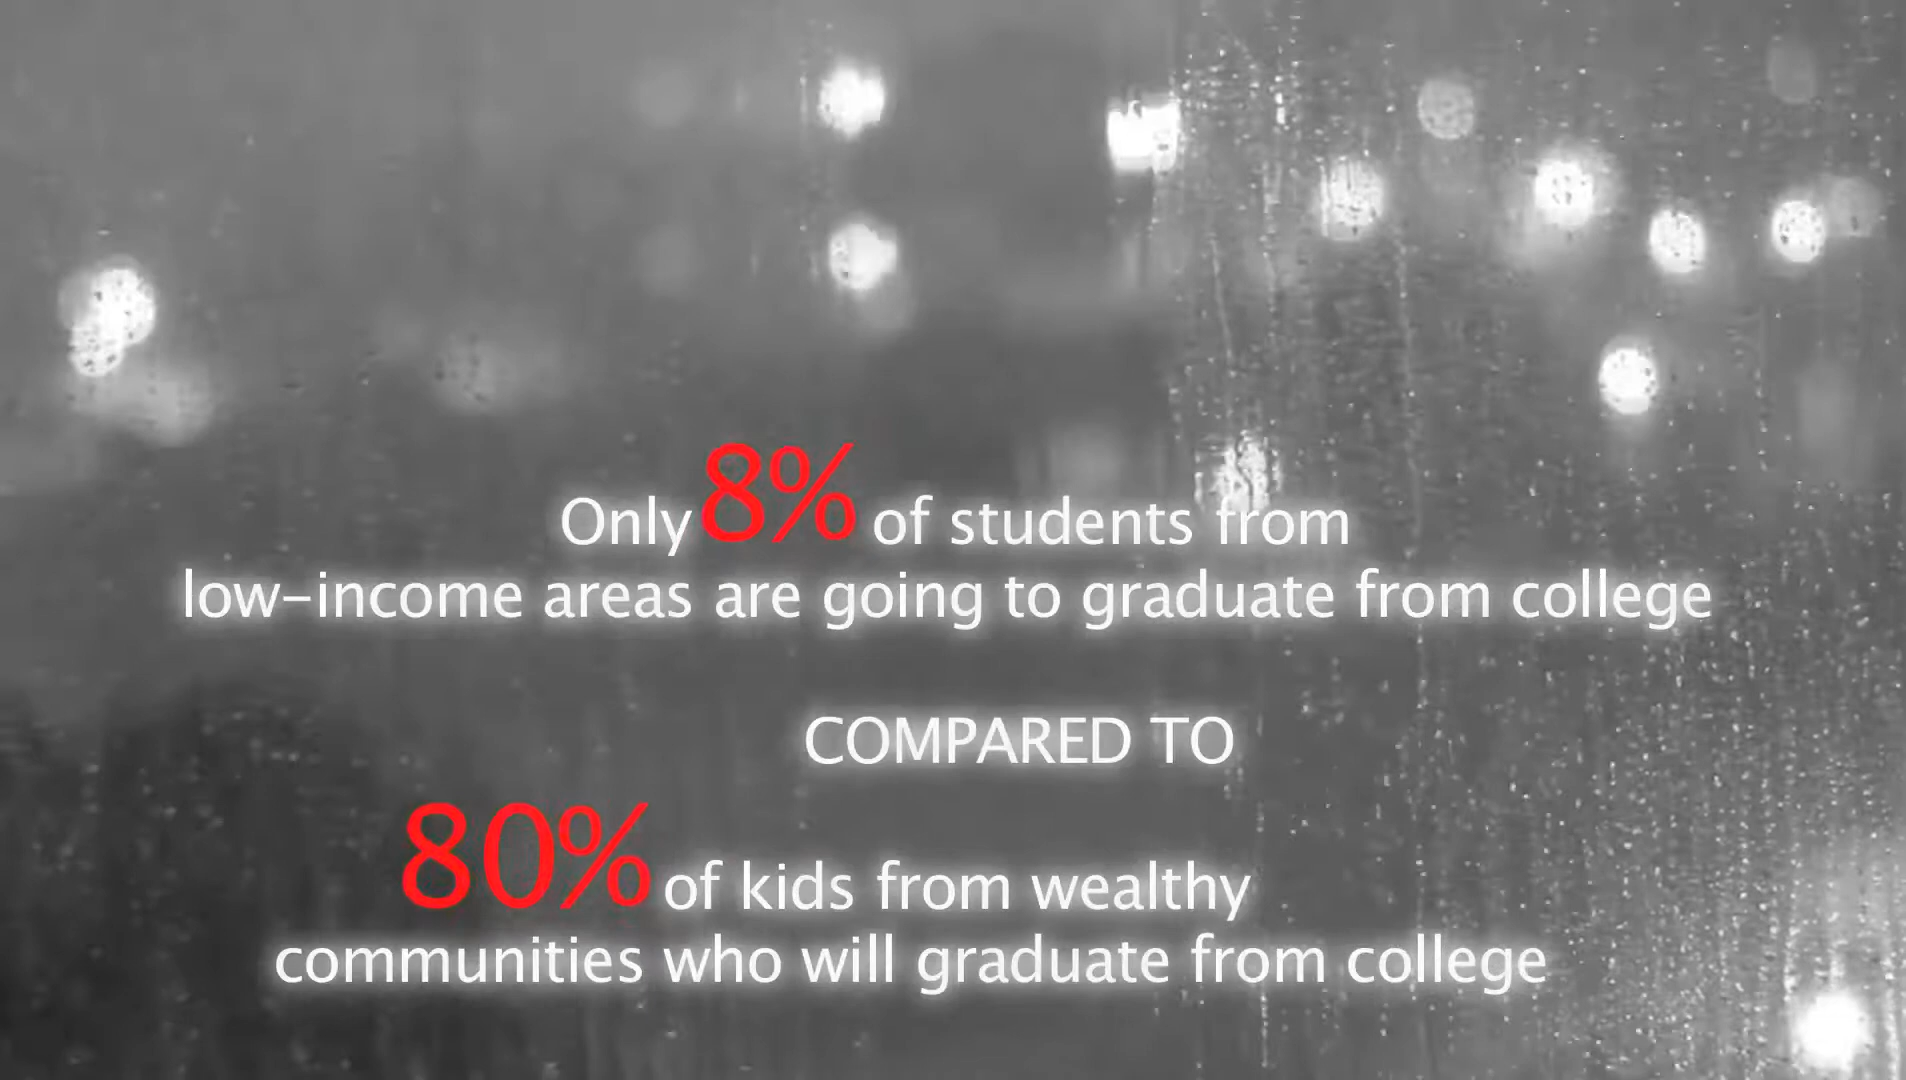 Only 8% of students from
low-income areas are going to graduate from college
COMPARED TO
80% of kids from wealthy
communities who will graduate from college